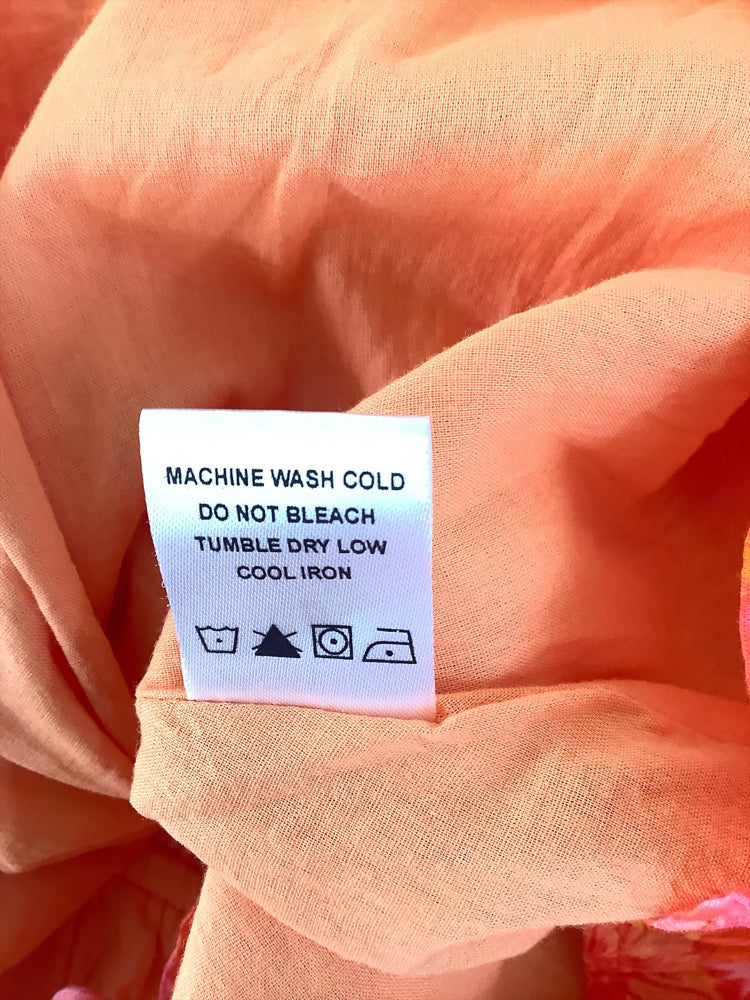 MACHINE WASH COLD
DO NOT BLEACH
TUMBLE DRY LOW
COOL IRON